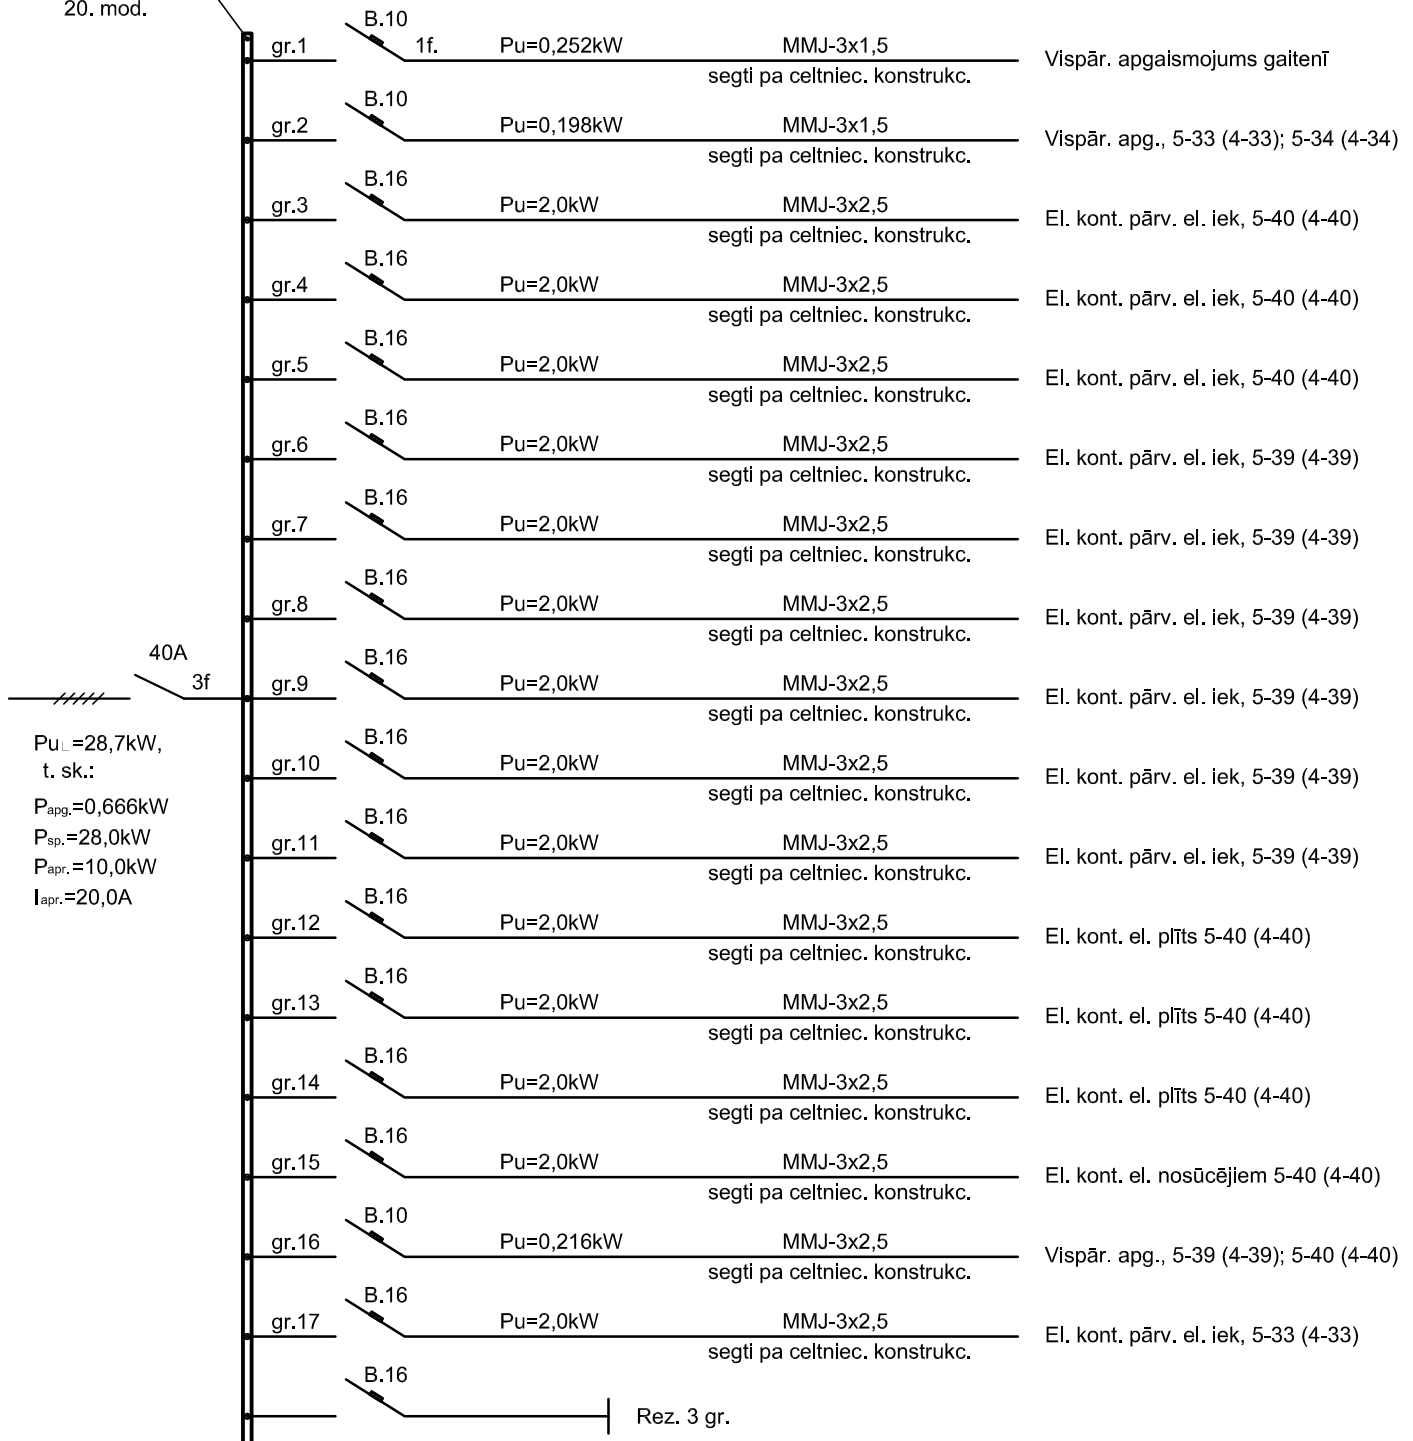 20. mod.
gr.1 B.10 1f. Pu=0,252kW MMJ-3x1,5 Vispār. apgaismojums gaitenī
segti pa celtniec. konstrukc.
gr.2 B.10 Pu=0,198kW MMJ-3x1,5 Vispār. apg., 5-33 (4-33); 5-34 (4-34)
segti pa celtniec. konstrukc.
gr.3 B.16 Pu=2,0kW MMJ-3x2,5 El. kont. pārv. el. iek, 5-40 (4-40)
segti pa celtniec. konstrukc.
gr.4 B.16 Pu=2,0kW MMJ-3x2,5 El. kont. pārv. el. iek, 5-40 (4-40)
segti pa celtniec. konstrukc.
gr.5 B.16 Pu=2,0kW MMJ-3x2,5 El. kont. pārv. el. iek, 5-40 (4-40)
segti pa celtniec. konstrukc.
gr.6 B.16 Pu=2,0kW MMJ-3x2,5 El. kont. pārv. el. iek, 5-39 (4-39)
segti pa celtniec. konstrukc.
gr.7 B.16 Pu=2,0kW MMJ-3x2,5 El. kont. pārv. el. iek, 5-39 (4-39)
segti pa celtniec. konstrukc.
gr.8 B.16 Pu=2,0kW MMJ-3x2,5 El. kont. pārv. el. iek, 5-39 (4-39)
segti pa celtniec. konstrukc.
40A 3f
gr.9 B.16 Pu=2,0kW MMJ-3x2,5 El. kont. pārv. el. iek, 5-39 (4-39)
segti pa celtniec. konstrukc.
Pu=28,7kW,
t. sk.:
Papg.=0,666kW
Psp.=28,0kW
Papr.=10,0kW
Iapr.=20,0A
gr.10 B.16 Pu=2,0kW MMJ-3x2,5 El. kont. pārv. el. iek, 5-39 (4-39)
segti pa celtniec. konstrukc.
gr.11 B.16 Pu=2,0kW MMJ-3x2,5 El. kont. pārv. el. iek, 5-39 (4-39)
segti pa celtniec. konstrukc.
gr.12 B.16 Pu=2,0kW MMJ-3x2,5 El. kont. el. plīts 5-40 (4-40)
segti pa celtniec. konstrukc.
gr.13 B.16 Pu=2,0kW MMJ-3x2,5 El. kont. el. plīts 5-40 (4-40)
segti pa celtniec. konstrukc.
gr.14 B.16 Pu=2,0kW MMJ-3x2,5 El. kont. el. plīts 5-40 (4-40)
segti pa celtniec. konstrukc.
gr.15 B.16 Pu=2,0kW MMJ-3x2,5 El. kont. el. nosūcējiem 5-40 (4-40)
segti pa celtniec. konstrukc.
gr.16 B.10 Pu=0,216kW MMJ-3x2,5 Vispār. apg., 5-39 (4-39); 5-40 (4-40)
segti pa celtniec. konstrukc.
gr.17 B.16 Pu=2,0kW MMJ-3x2,5 El. kont. pārv. el. iek, 5-33 (4-33)
segti pa celtniec. konstrukc.
B.16 Rez. 3 gr.